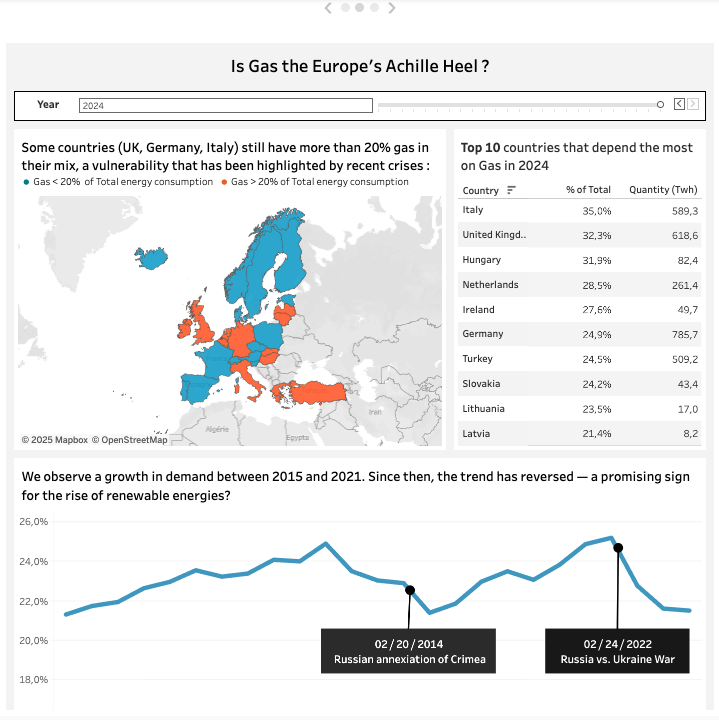 Is Gas the Europe's Achille Heel ?
Year
2024
Some countries (UK, Germany, Italy) still have more than 20% gas in
their mix, a vulnerability that has been highlighted by recent crises :
Gas < 20% of Total energy consumption
Gas > 20% of Total energy consumption
Algérie
Egypte
Iran
© 2025 Mapbox © OpenStreetMap
Top 10 countries that depend the most
on Gas in 2024
Country % of Total Quantity (Twh)
Italy 35,0% 589,3
United Kingd.. 32,3% 618,6
Hungary 31,9% 82,4
Netherlands 28,5% 261,4
Ireland 27,6% 49,7
Germany 24,9% 785,7
Turkey 24,5% 509,2
Slovakia 24,2% 43,4
Lithuania 23,5% 17,0
Latvia 21,4% 8,2
We observe a growth in demand between 2015 and 2021. Since then, the trend has reversed — a promising sign
for the rise of renewable energies?
26,0%
24,0%
22,0%
20,0%
18,0%
02 / 20 / 2014
Russian annexiation of Crimea
02 / 24 / 2022
Russia vs. Ukraine War